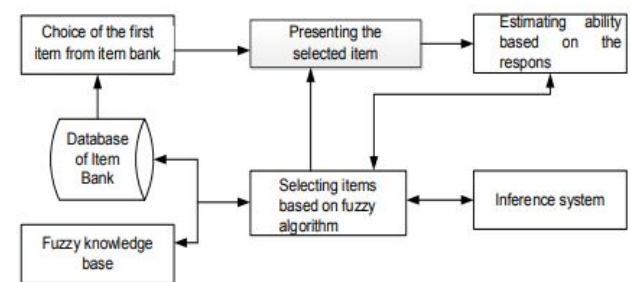 Choice of the first
item from item bank
Presenting the
selected item
Estimating ability
based on the
respons
Database
of Item
Bank
Selecting items
based on fuzzy
algorithm
Inference system
Fuzzy knowledge
base